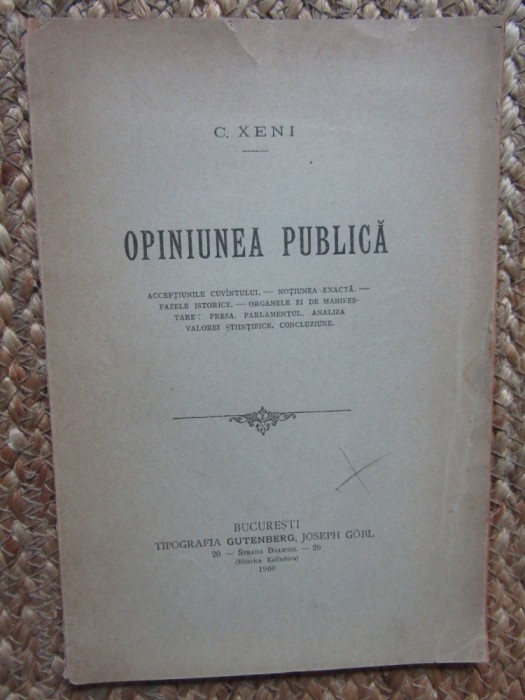 C. XENI
OPINIUNEA PUBLICĂ
ACCEPȚIUNILE CUVÎNTULUI. — NOȚIUNEA EXACTĂ. —
FAZELE ISTORICE. — ORGANELE EI DE MANIFES-
TARE: PRESA, PARLAMENTUL. ANALIZA
VALOREI ȘTIINȚIFICE. CONCLUZIUNE.
BUCUREȘTI
TIPOGRAFIA GUTENBERG, JOSEPH GÖBL
20. — STRADA DOAMNEI. — 20
(Biserica Kalinderu)
1909